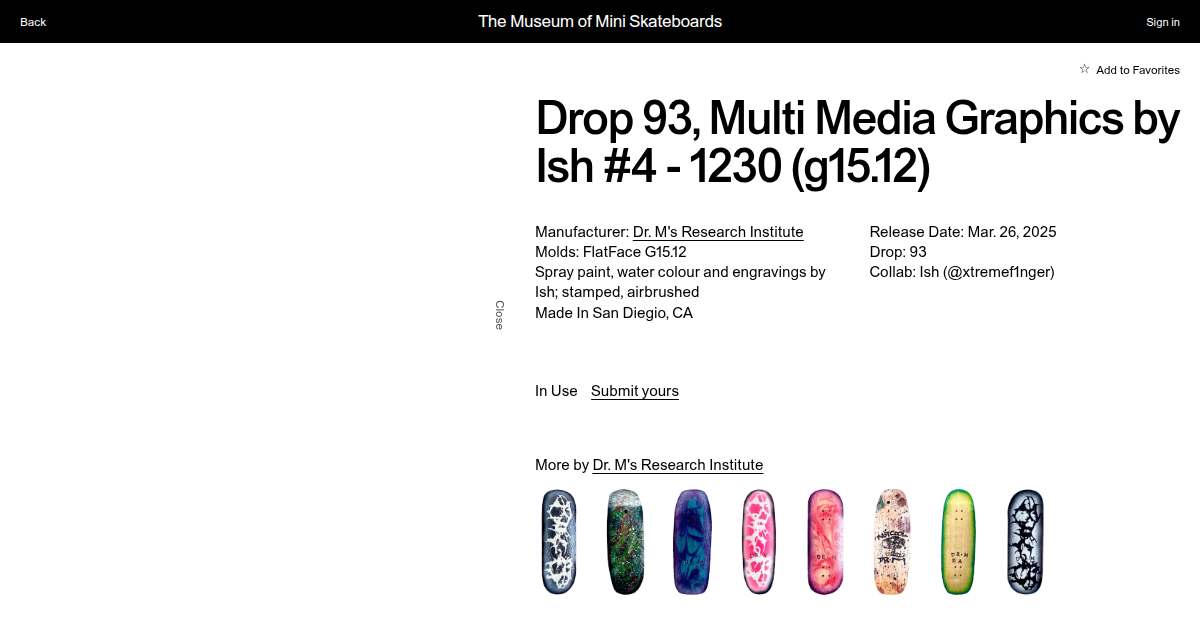 Back
The Museum of Mini Skateboards
Sign in
☆ Add to Favorites
Drop 93, Multi Media Graphics by
Ish #4 - 1230 (g15.12)
Manufacturer: Dr. M's Research Institute
Molds: FlatFace G15.12
Spray paint, water colour and engravings by
Ish; stamped, airbrushed
Made In San Diegio, CA
Release Date: Mar. 26, 2025
Drop: 93
Collab: Ish (@xtremef1nger)
Close
In Use Submit yours
More by Dr. M's Research Institute